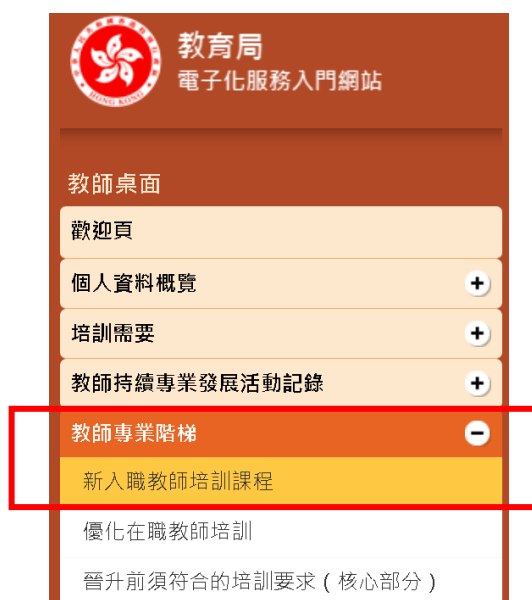 教育局
電子化服務入門網站
HONG KONG
教師桌面
歡迎頁
個人資料概覽
培訓需要
教師持續專業發展活動記錄
教師專業階梯
新入職教師培訓課程
優化在職教師培訓
晉升前須符合的培訓要求 ( 核心部分 )